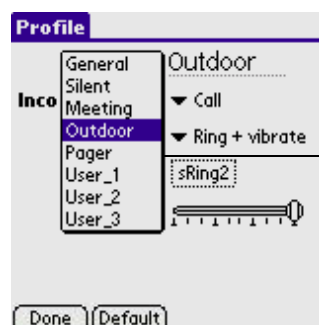 Profile
General
Silent
Meeting
Outdoor
Pager
User_1
User_2
User_3
Outdoor
Inco
Call
Ring + vibrate
sRing2
Done
Default